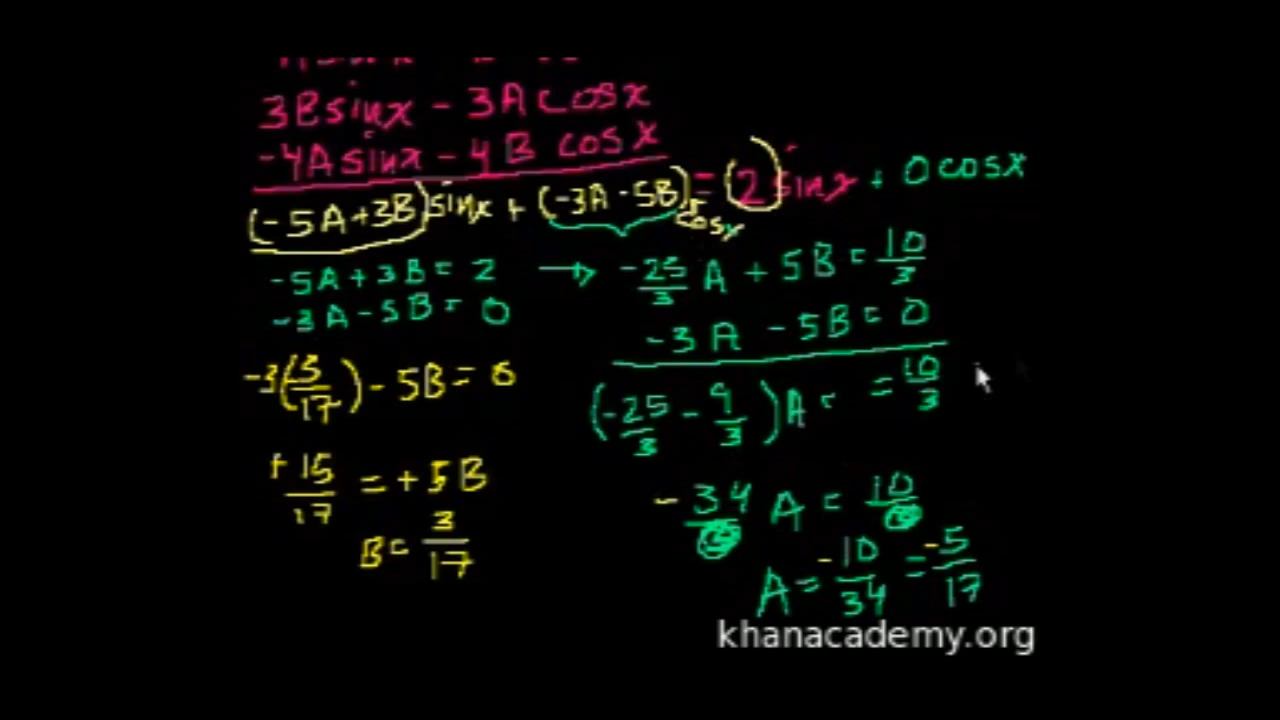 3B sin x - 3A cos x
-4A sin x - 4B cos x
(-5A + 3B) sin x + (-3A - 5B) cos x = (2) sin x + 0 cos x
-5A + 3B = 2 → -25/3 A + 5B = 10/3
-3A - 5B = 0
-3A - 5B = 0
(-25/3 - 9/3) A = = 10/3
-3(5/17) - 5B = 0
+15/17 = +5B
-34/3 A = 10/3
B = 3/17
A = -10/34 = -5/17
khanacademy.org